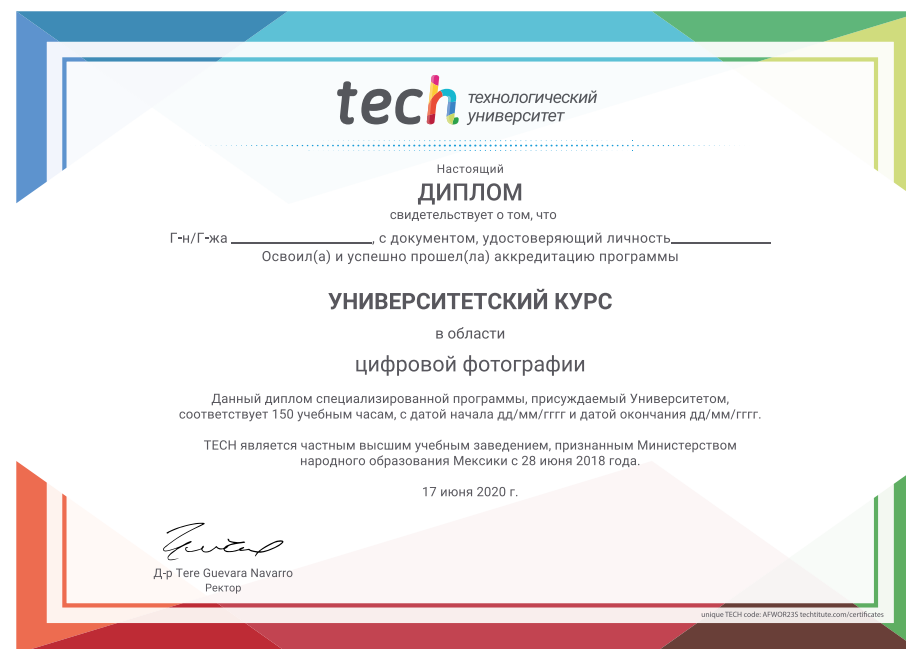 tech технологический
университет
Настоящий
ДИПЛОМ
свидетельствует о том, что
Г-н/Г-жа ____________, с документом, удостоверяющий личность____________
Освоил(а) и успешно прошел(ла) аккредитацию программы
УНИВЕРСИТЕТСКИЙ КУРС
в области
цифровой фотографии
Данный диплом специализированной программы, присуждаемый Университетом,
соответствует 150 учебным часам, с датой начала дд/мм/гггг и датой окончания дд/мм/гггг.
TECH является частным высшим учебным заведением, признанным Министерством
народного образования Мексики с 28 июня 2018 года.
17 июня 2020 г.
Д-р Tere Guevara Navarro
Ректор
unique TECH code: AFWOR23S techtitute.com/certificates